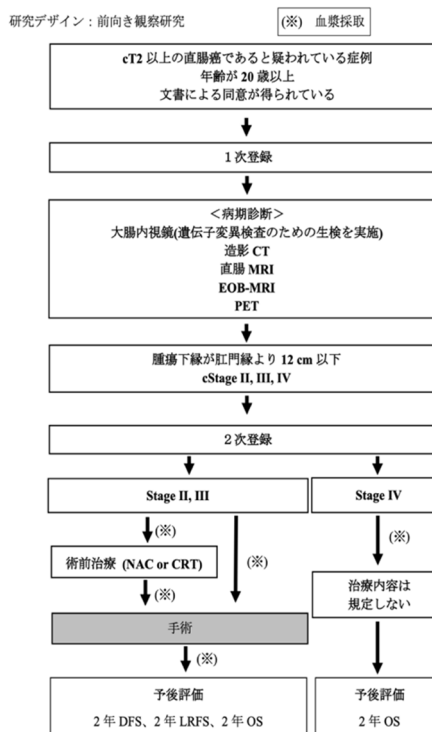 研究デザイン：前向き観察研究
(※) 血漿採取
cT2 以上の直腸癌であると疑われている症例
年齢が 20 歳以上
文書による同意が得られている
1次登録
＜病期診断＞
大腸内視鏡(遺伝子変異検査のための生検を実施)
造影 CT
直腸 MRI
EOB-MRI
PET
腫瘍下縁が肛門縁より 12 cm 以下
cStage II, III, IV
2次登録
Stage II, III
Stage IV
(※)
(※)
術前治療 (NAC or CRT)
(※)
(※)
治療内容は
規定しない
手術
(※)
予後評価
2 年 DFS、2 年 LRFS、2 年 OS
予後評価
2 年 OS